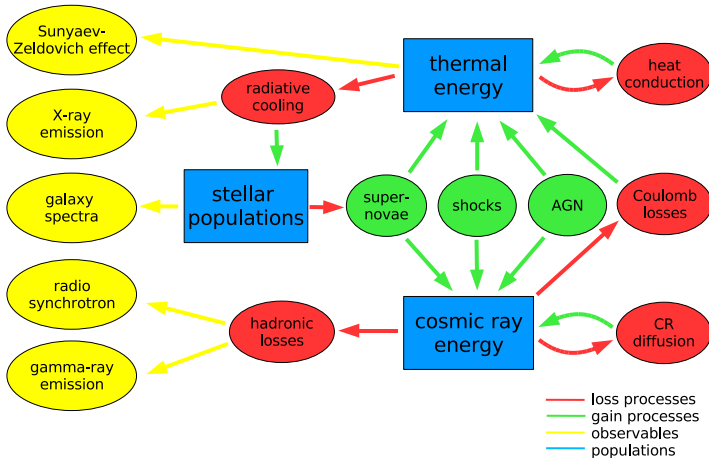 Sunyaev-
Zeldovich effect
thermal
energy
heat
conduction
radiative
cooling
X-ray
emission
galaxy
spectra
stellar
populations
super-
novae
shocks
AGN
Coulomb
losses
radio
synchrotron
hadronic
losses
cosmic ray
energy
CR
diffusion
gamma-ray
emission
loss processes
gain processes
observables
populations